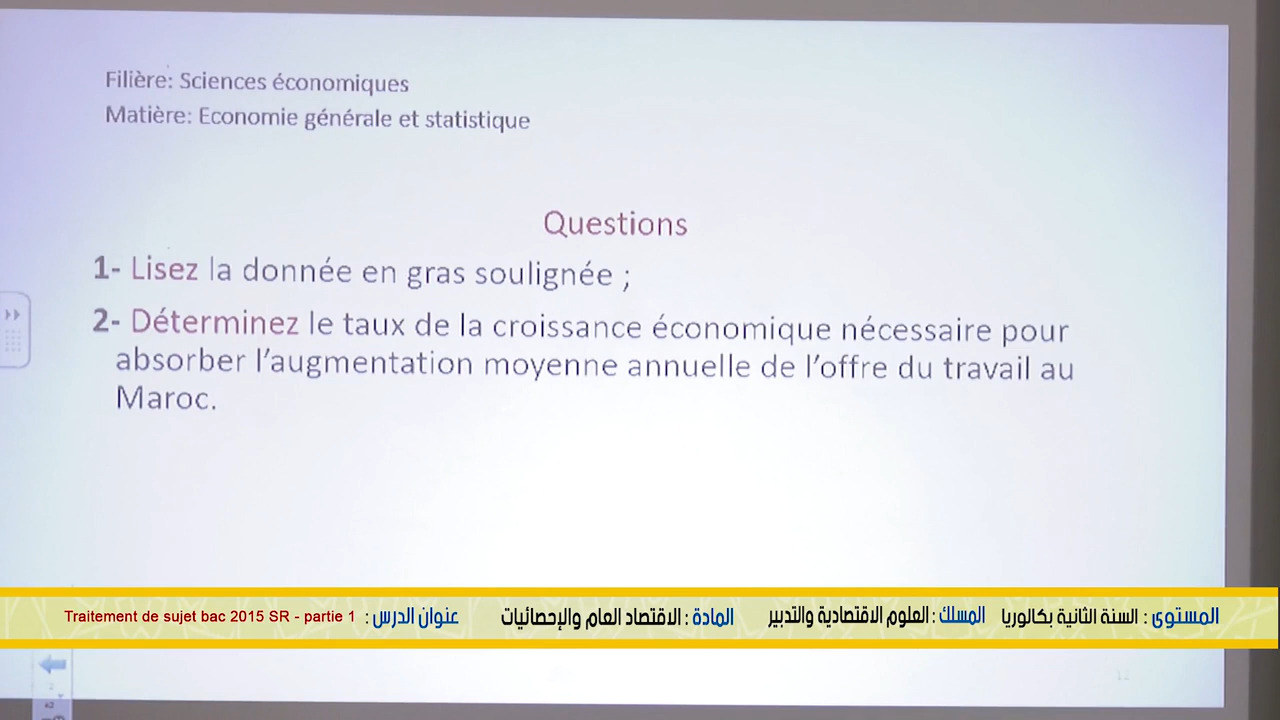 Filière: Sciences économiques
Matière: Economie générale et statistique
Questions
1- Lisez la donnée en gras soulignée ;
2- Déterminez le taux de la croissance économique nécessaire pour
absorber l’augmentation moyenne annuelle de l’offre du travail au
Maroc.
المستوى : السنة الثانية بكالوريا المسلك : العلوم الاقتصادية والتدبير المادة : الاقتصاد العام والإحصائيات عنوان الدرس : Traitement de sujet bac 2015 SR - partie 1
12